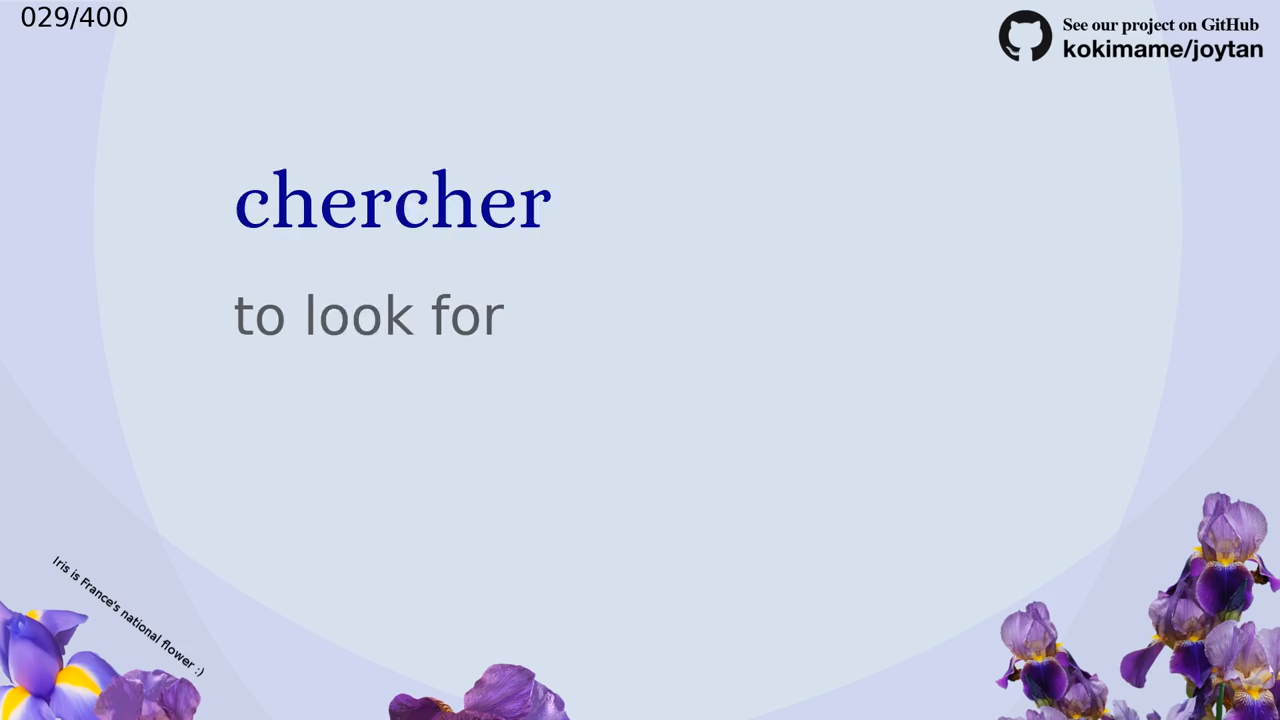 029/400
See our project on GitHub
kokimame/joytan
chercher
to look for
Iris is France's national flower :)